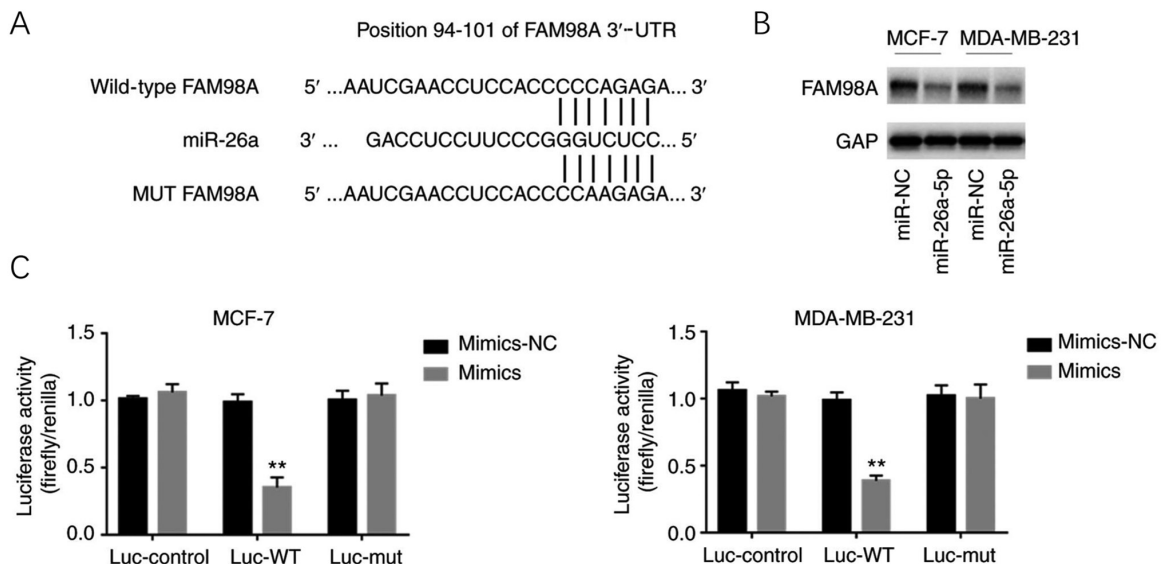 A
Position 94-101 of FAM98A 3'-UTR
Wild-type FAM98A 5' ...AAUCGAACCUCCACCCCCAGAGA... 3'
miR-26a 3' ... GACCUCCUUCCCGGGUCUCC... 5'
MUT FAM98A 5' ...AAUCGAACCUCCACCCCAAGAGA... 3'
B
MCF-7 MDA-MB-231
FAM98A
GAP
miR-NC
miR-26a-5p
miR-NC
miR-26a-5p
C
MCF-7
Mimics-NC
Mimics
Luciferase activity
(firefly/renilla)
1.5
1.0
0.5
0.0
**
Luc-control Luc-WT Luc-mut
MDA-MB-231
Mimics-NC
Mimics
Luciferase activity
(firefly/renilla)
1.5
1.0
0.5
0.0
**
Luc-control Luc-WT Luc-mut